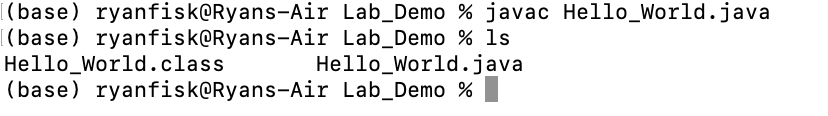 (base) ryanfisk@Ryans-Air Lab_Demo % javac Hello_World.java
(base) ryanfisk@Ryans-Air Lab_Demo % ls
Hello_World.class Hello_World.java
(base) ryanfisk@Ryans-Air Lab_Demo %